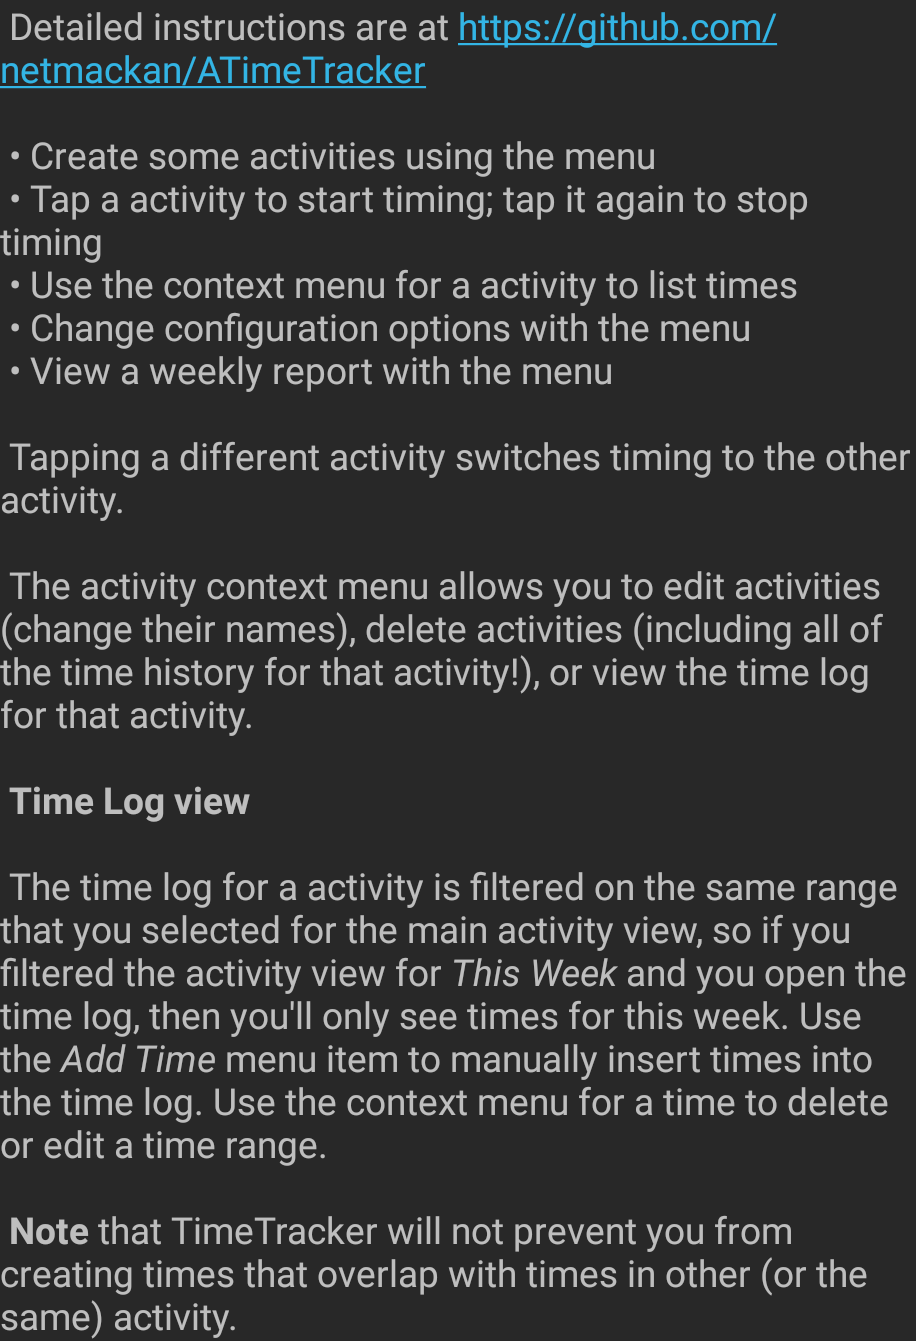 Detailed instructions are at https://github.com/
netmackan/ATimeTracker
• Create some activities using the menu
• Tap a activity to start timing; tap it again to stop
timing
• Use the context menu for a activity to list times
• Change configuration options with the menu
• View a weekly report with the menu
Tapping a different activity switches timing to the other
activity.
The activity context menu allows you to edit activities
(change their names), delete activities (including all of
the time history for that activity!), or view the time log
for that activity.
Time Log view
The time log for a activity is filtered on the same range
that you selected for the main activity view, so if you
filtered the activity view for This Week and you open the
time log, then you'll only see times for this week. Use
the Add Time menu item to manually insert times into
the time log. Use the context menu for a time to delete
or edit a time range.
Note that TimeTracker will not prevent you from
creating times that overlap with times in other (or the
same) activity.